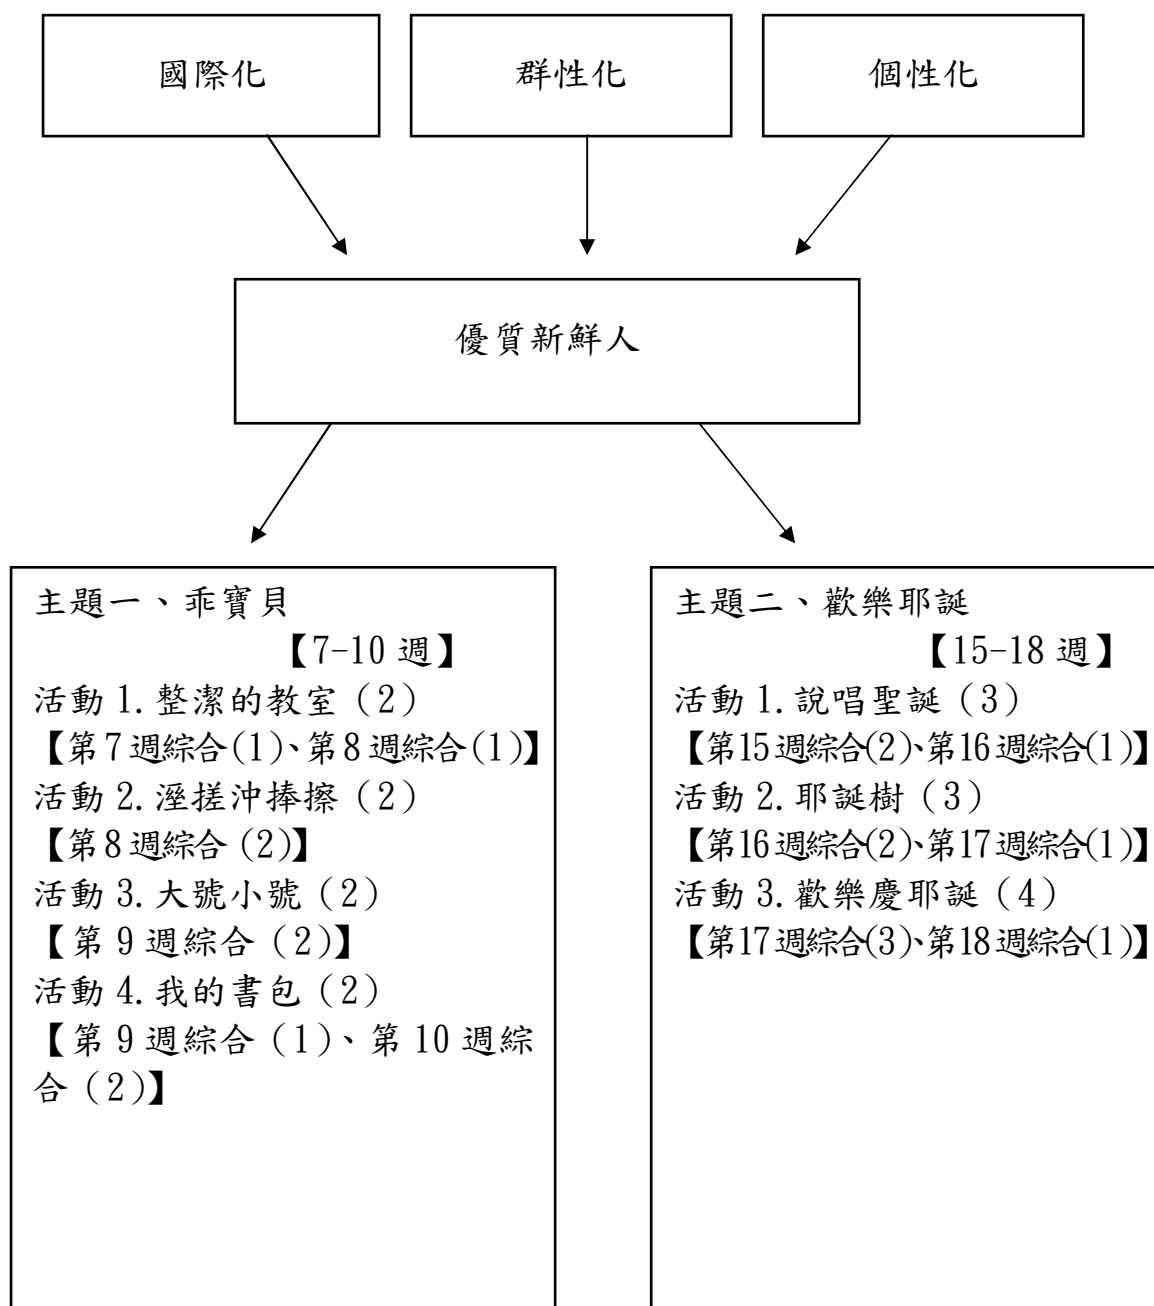 國際化
群性化
個性化
優質新鮮人
主題一、乖寶貝
【7-10 週】
活動 1.整潔的教室（2）
【第7週綜合(1)、第8週綜合(1)】
活動 2.溼搓沖捧擦（2）
【第8週綜合（2)】
活動 3.大號小號（2）
【第 9 週綜合（2)】
活動 4.我的書包（2）
【第 9 週綜合（1)、第 10 週綜
合（2)】
主題二、歡樂耶誕
【15-18 週】
活動 1.說唱聖誕（3）
【第15週綜合(2)、第16週綜合(1)】
活動 2.耶誕樹（3）
【第16週綜合(2)、第17週綜合(1)】
活動 3.歡樂慶耶誕（4）
【第17週綜合(3)、第18週綜合(1)】